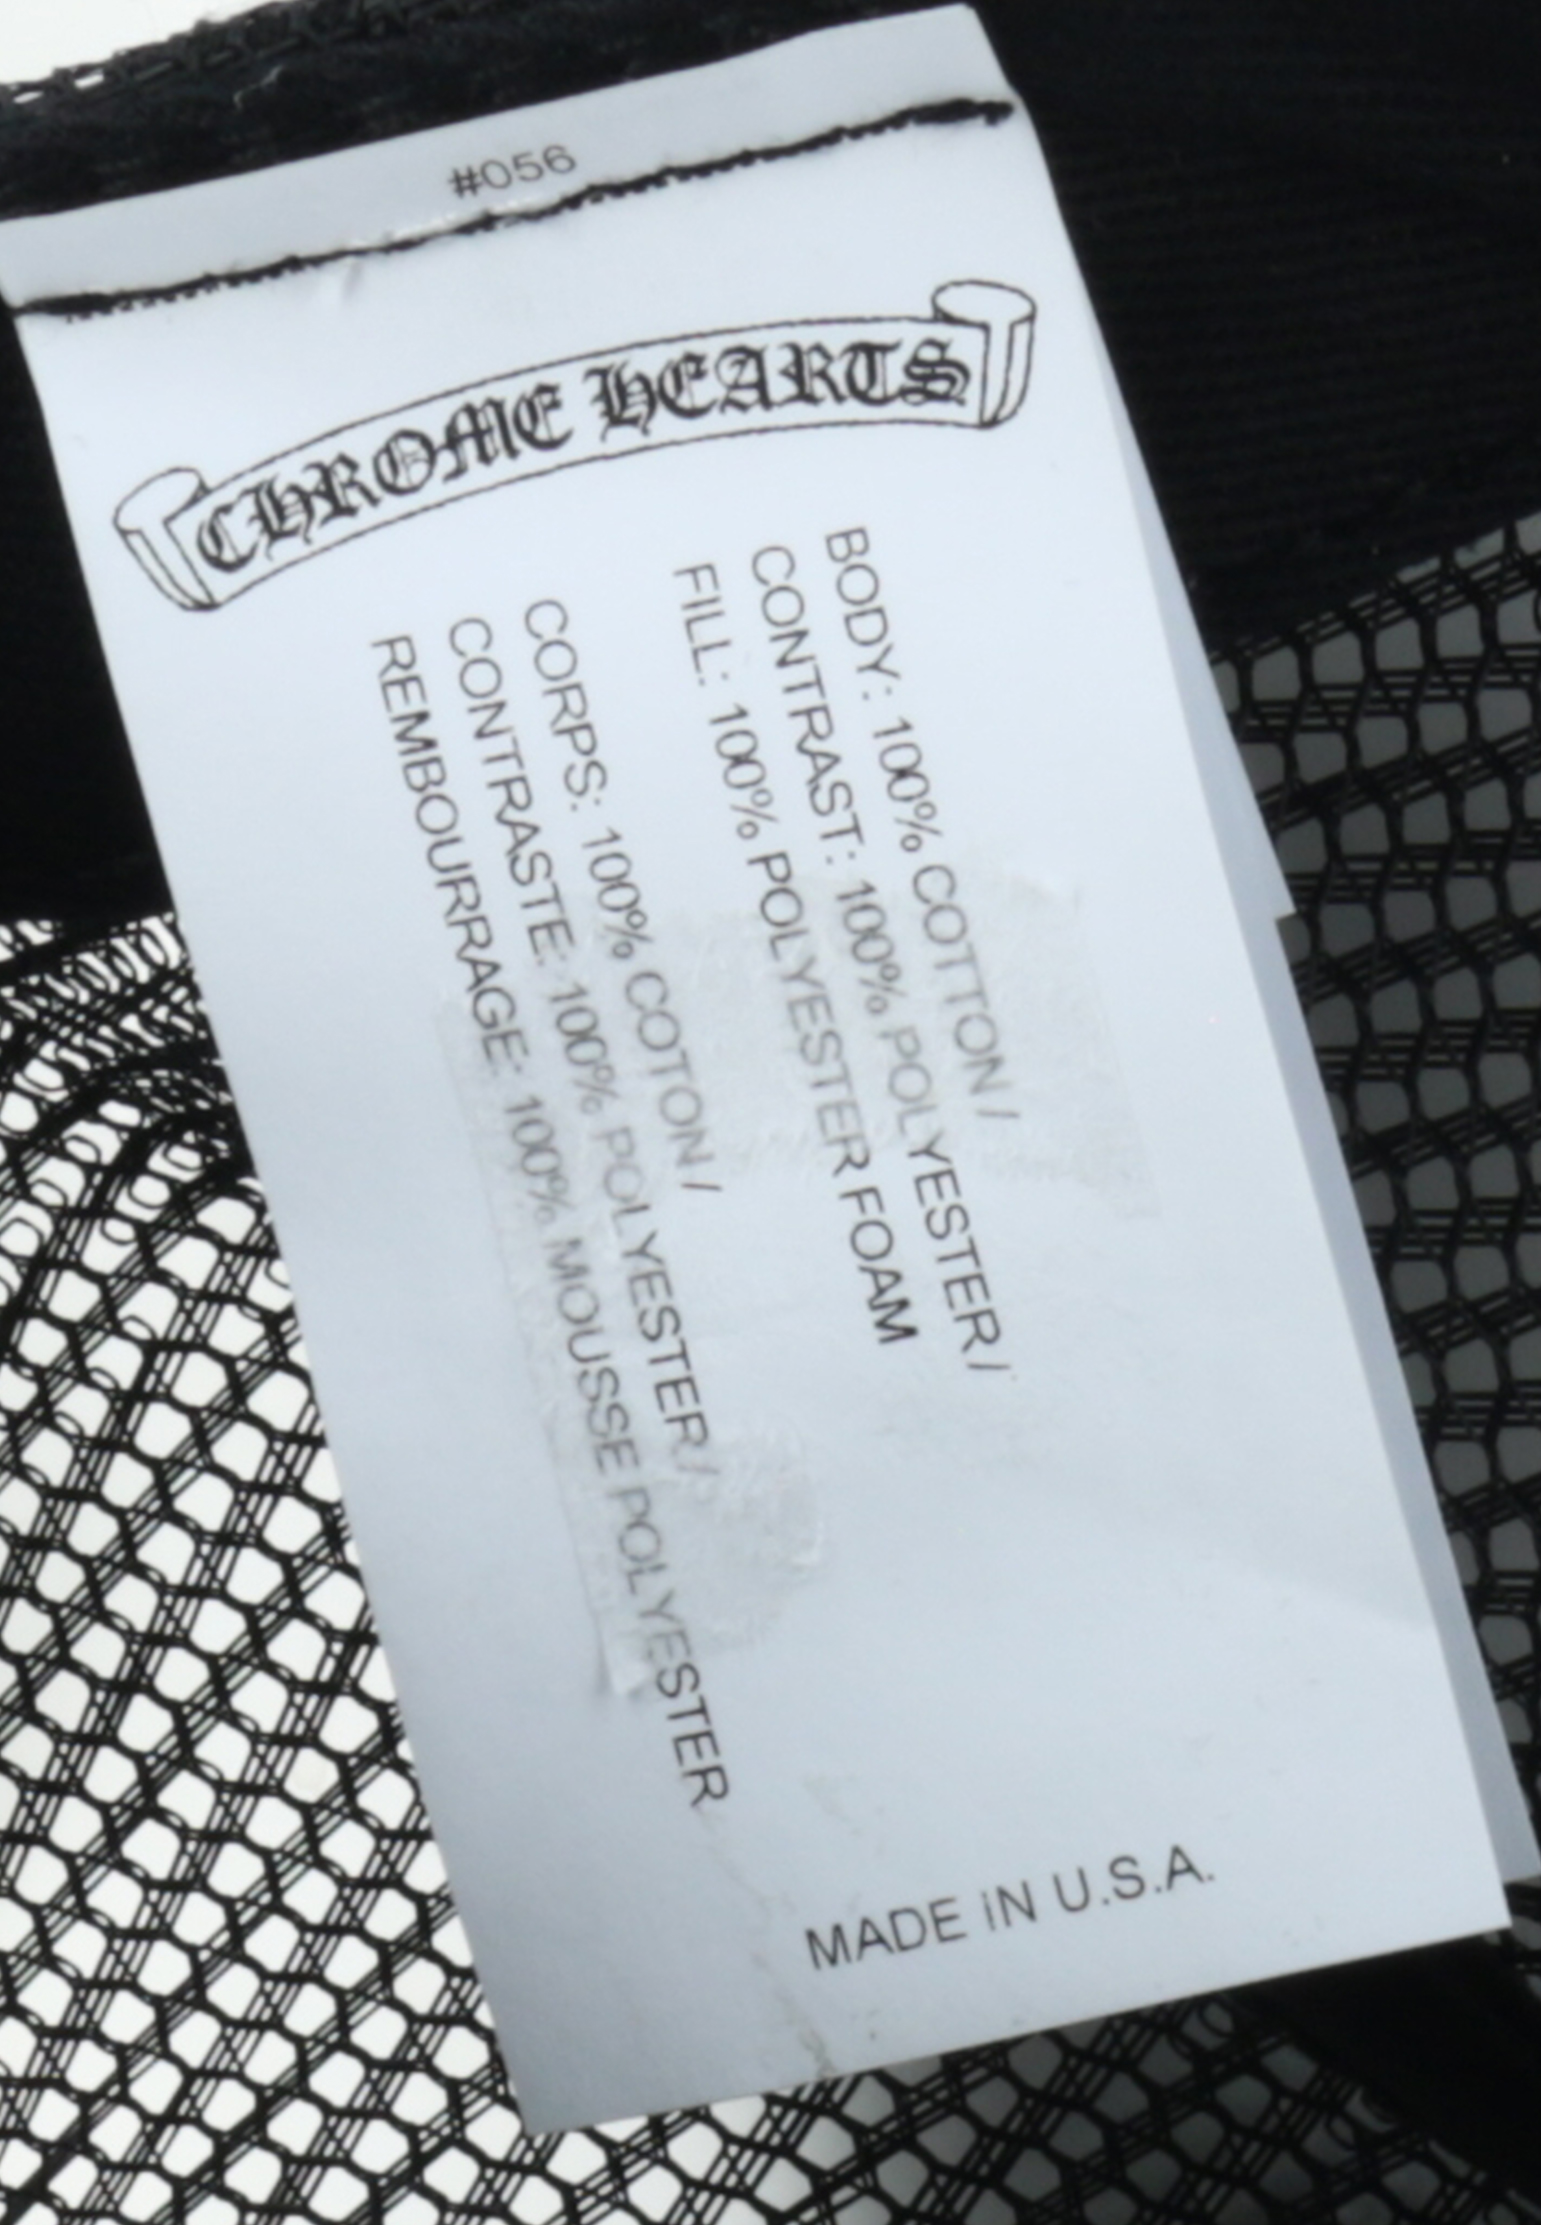 #056
CHROME HEARTS
BODY: 100% COTTON /
CONTRAST: 100% POLYESTER /
FILL: 100% POLYESTER FOAM
CORPS: 100% COTON /
CONTRASTE: 100% POLYESTER /
REMBOURRAGE: 100% MOUSSE POLYESTER
MADE IN U.S.A.